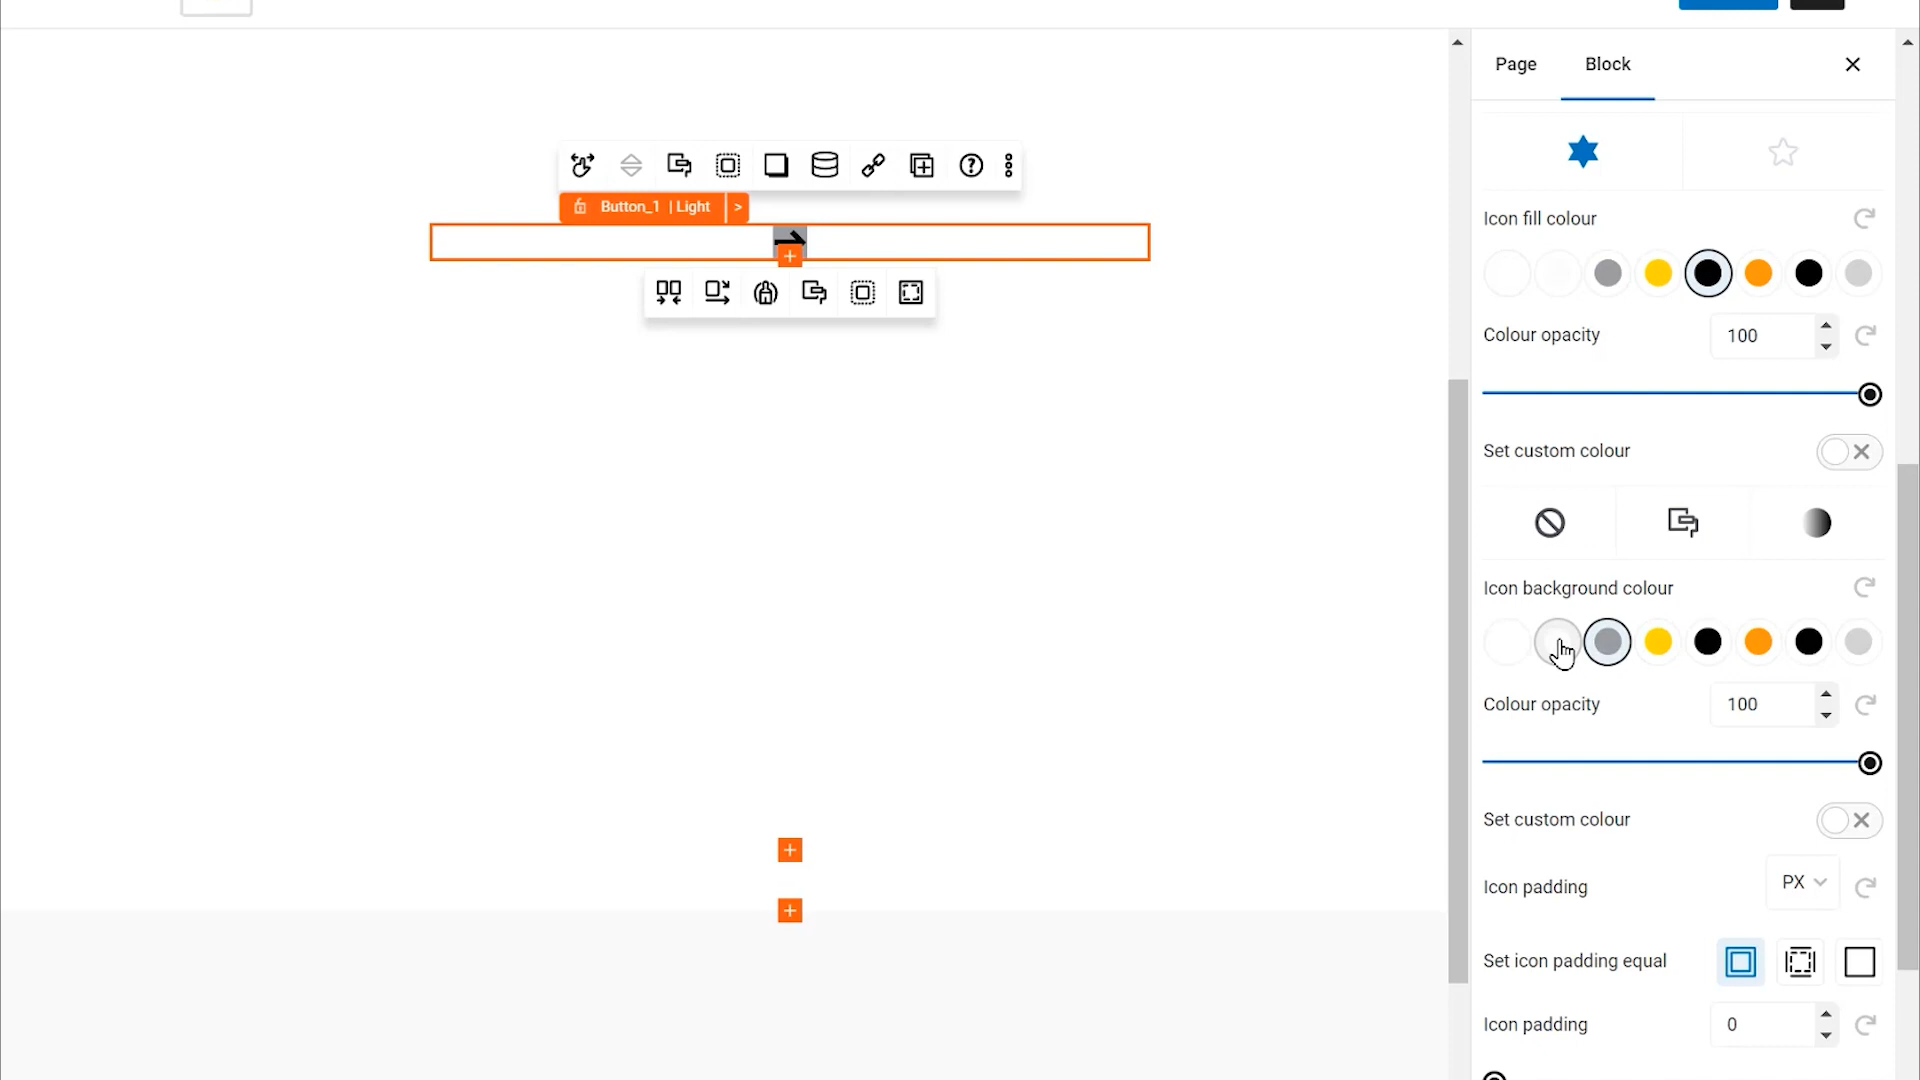 Page
Block
Button_1 | Light >
Icon fill colour
Colour opacity
100
Set custom colour
Icon background colour
Colour opacity
100
Set custom colour
Icon padding
PX
Set icon padding equal
Icon padding
0